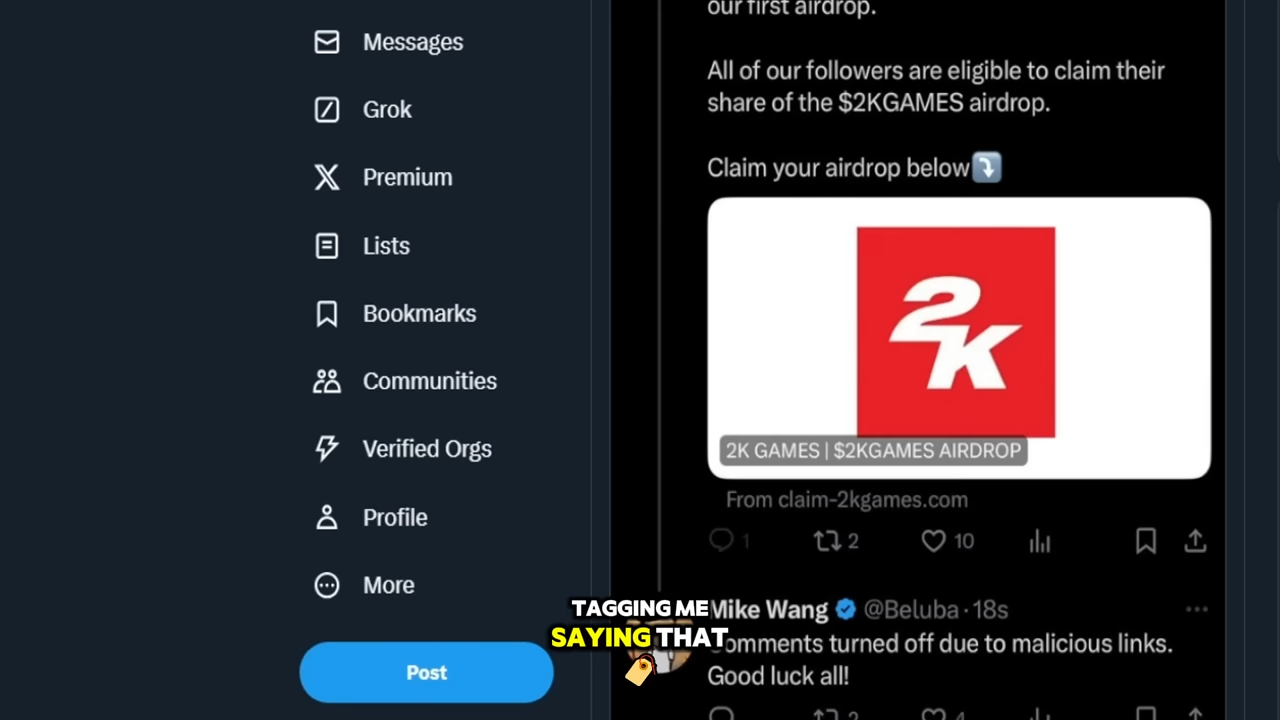 Messages
Grok
Premium
Lists
Bookmarks
Communities
Verified Orgs
Profile
More
Post
our first airdrop.
All of our followers are eligible to claim their
share of the $2KGAMES airdrop.
Claim your airdrop below
2K
2K GAMES | $2KGAMES AIRDROP
From claim-2kgames.com
1
2
10
Mike Wang @Beluba · 18s
Comments turned off due to malicious links.
Good luck all!
2
4
TAGGING ME
SAYING THAT